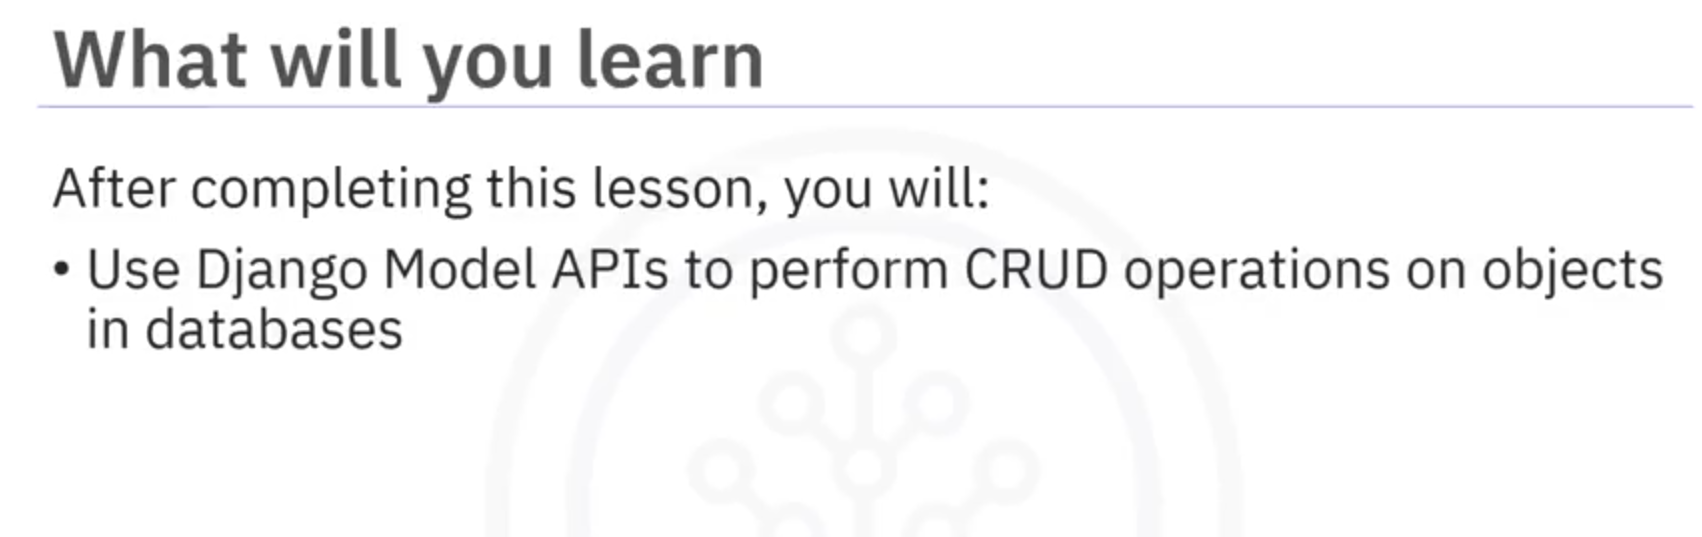 What will you learn
After completing this lesson, you will:
• Use Django Model APIs to perform CRUD operations on objects
in databases